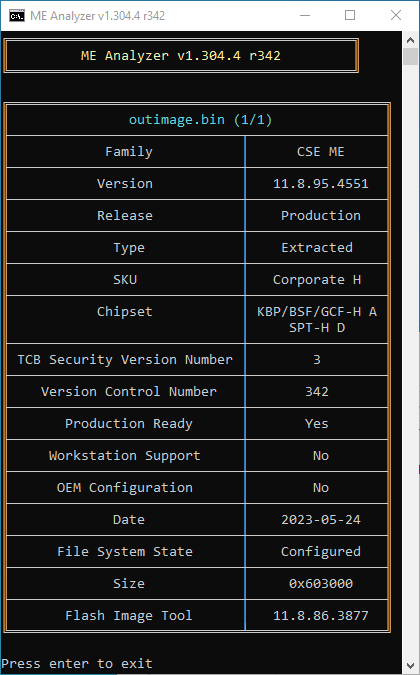 ME Analyzer v1.304.4 r342
ME Analyzer v1.304.4 r342
outimage.bin (1/1)
Family CSE ME
Version 11.8.95.4551
Release Production
Type Extracted
SKU Corporate H
Chipset KBP/BSF/GCF-H A
SPT-H D
TCB Security Version Number 3
Version Control Number 342
Production Ready Yes
Workstation Support No
OEM Configuration No
Date 2023-05-24
File System State Configured
Size 0x603000
Flash Image Tool 11.8.86.3877
Press enter to exit